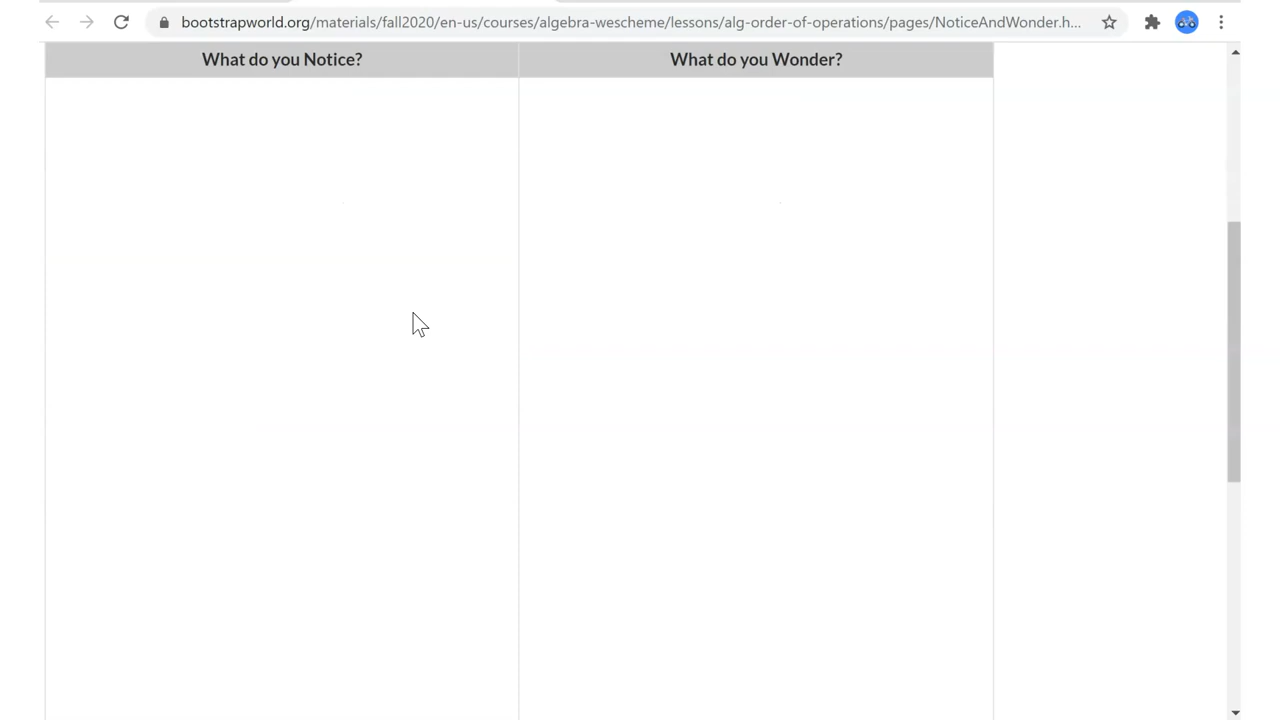 bootstrapworld.org/materials/fall2020/en-us/courses/algebra-wescheme/lessons/alg-order-of-operations/pages/NoticeAndWonder.h...
What do you Notice? What do you Wonder?